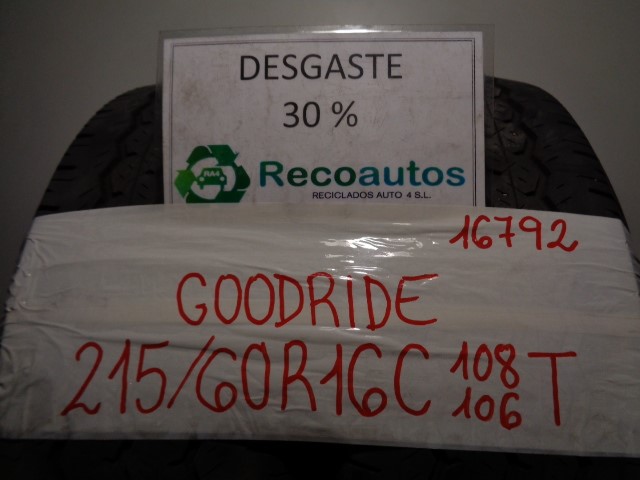 DESGASTE
30 %
Recoautos
RECICLADOS AUTO 4 S.L.
16792
GOODRIDE
215/60R16C 108 T
106